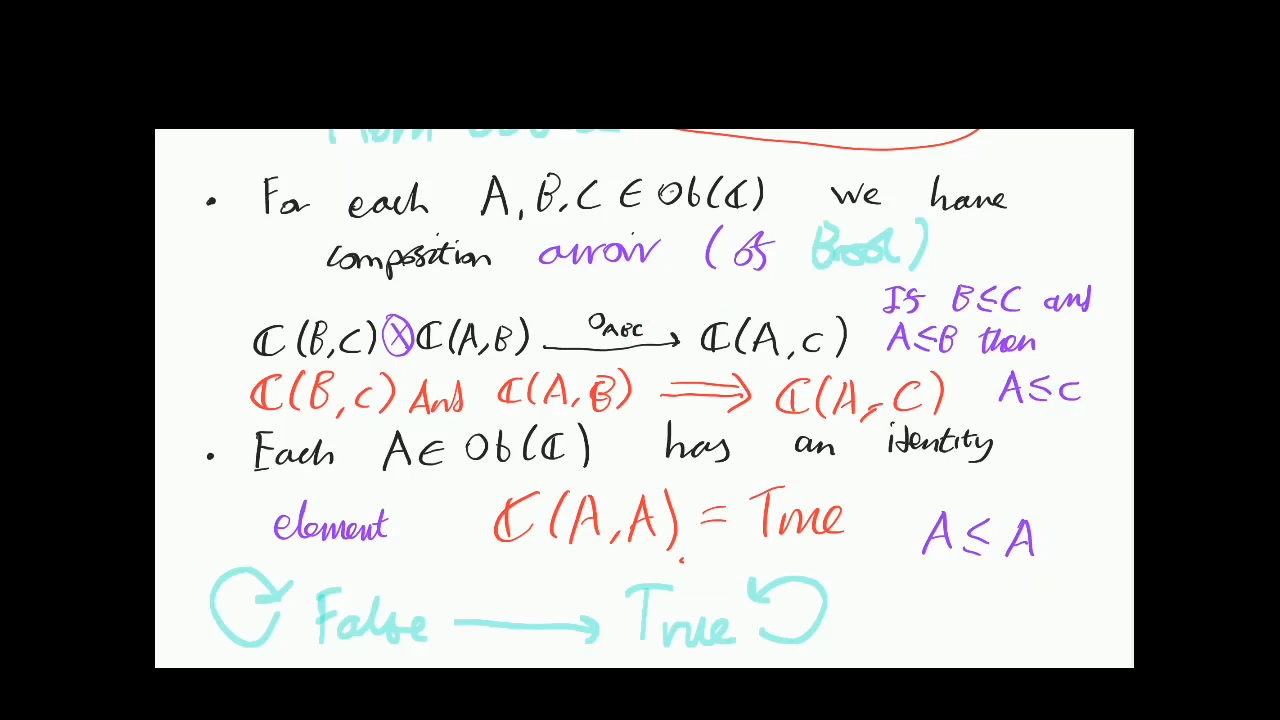 • For each A, B, C ∈ Ob(ℂ) we have
composition arrow (of Bool)
ℂ(B,C) ⊗ ℂ(A,B) —∘ABC→ ℂ(A,C)
If B≤C and
A≤B then
A≤C
ℂ(B,C) And ℂ(A,B) ⟹ ℂ(A,C)
• Each A ∈ Ob(ℂ) has an identity
element ℂ(A,A) = True A ≤ A
False → True